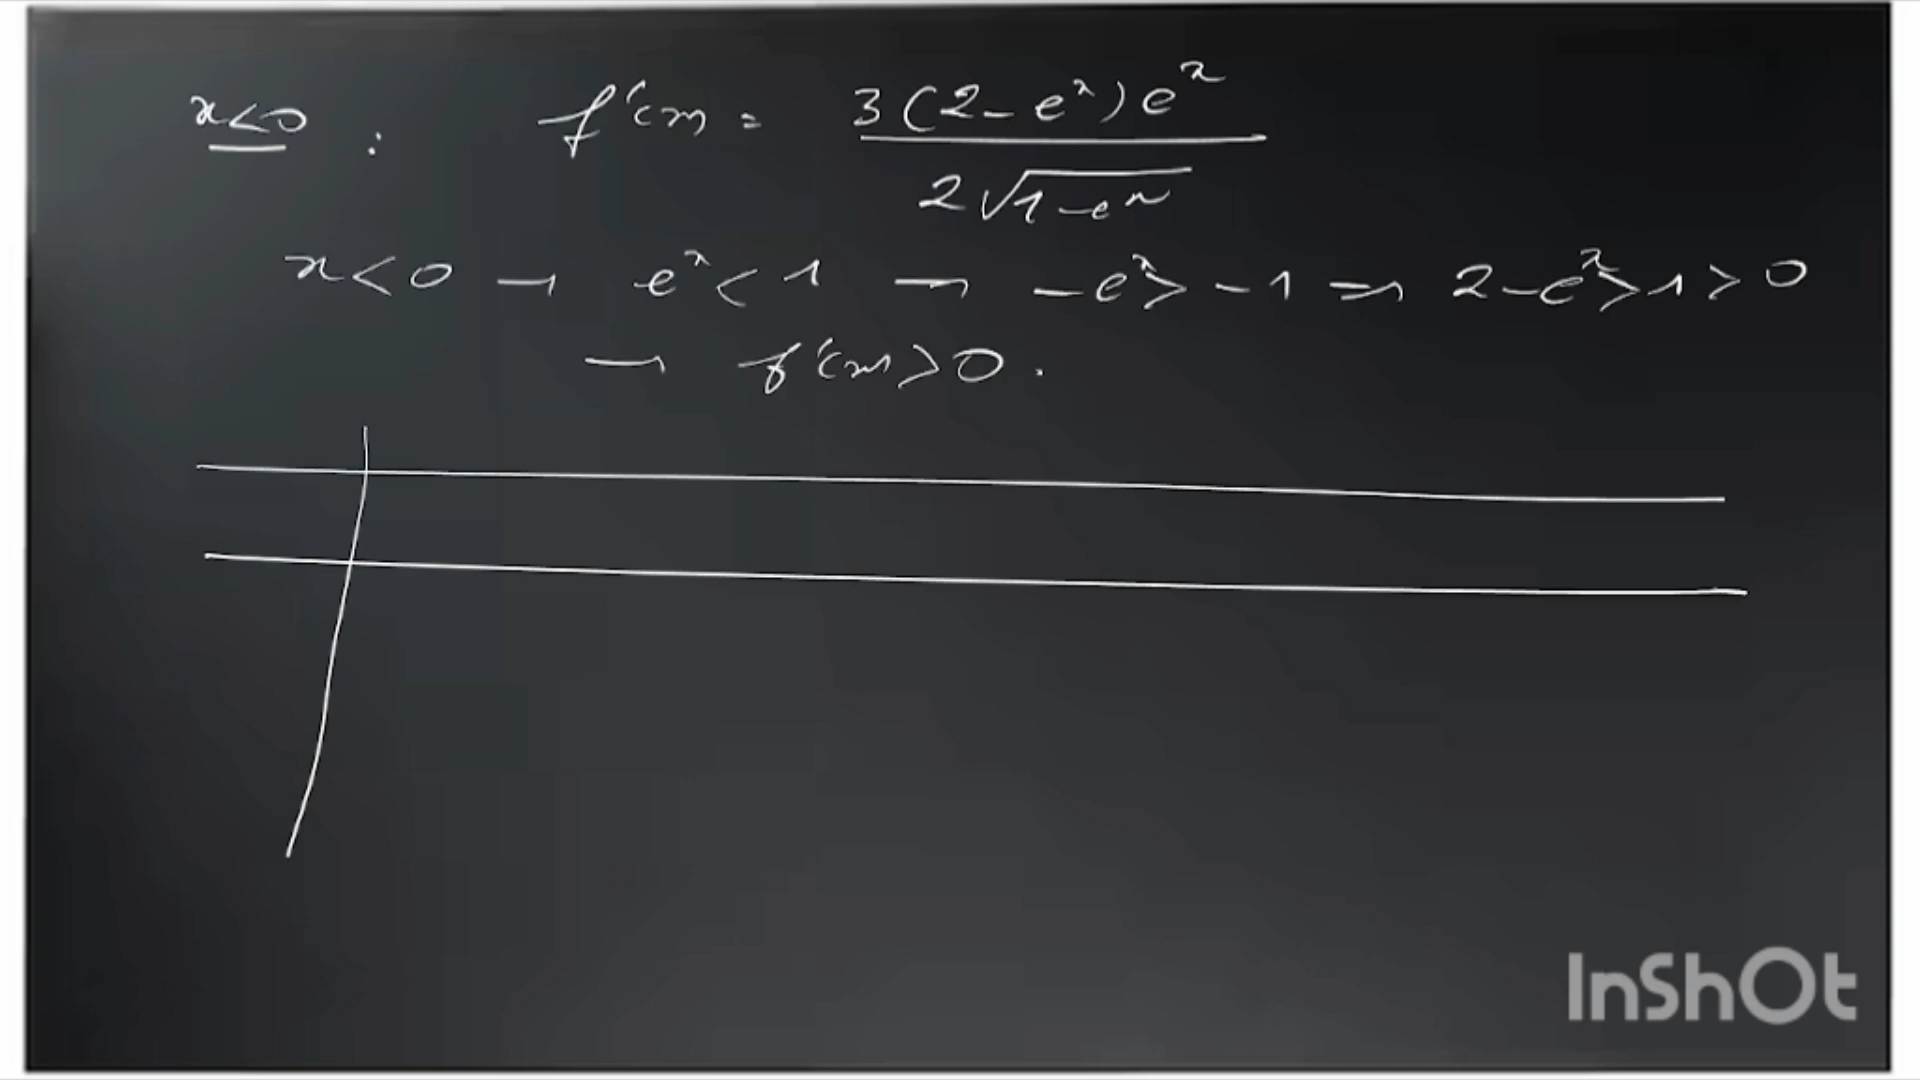 x<0 : f'(x) = 3(2-e^x)e^x / 2√(1-e^x)
x<0 → e^x < 1 → -e^x > -1 ⇒ 2-e^x > 1 > 0
→ f'(x) > 0.
InShOt